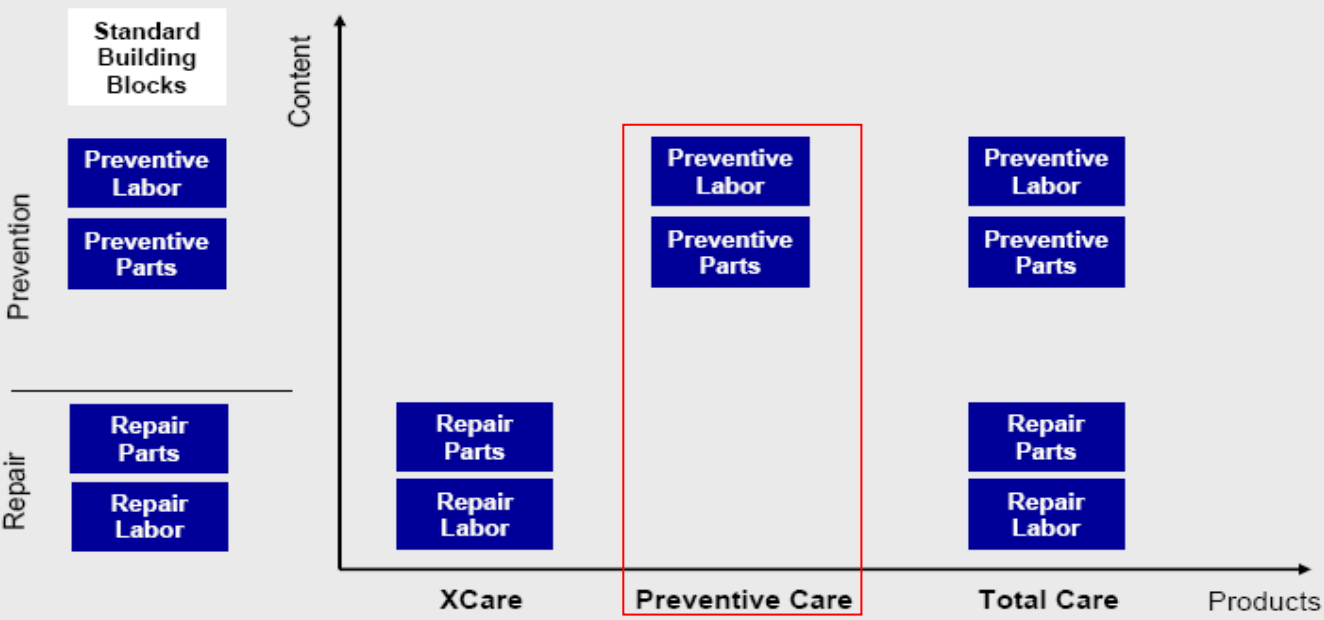 Standard
Building
Blocks
Content
Prevention
Preventive
Labor
Preventive
Labor
Preventive
Labor
Preventive
Parts
Preventive
Parts
Preventive
Parts
Repair
Repair
Parts
Repair
Parts
Repair
Parts
Repair
Labor
Repair
Labor
Repair
Labor
XCare
Preventive Care
Total Care
Products